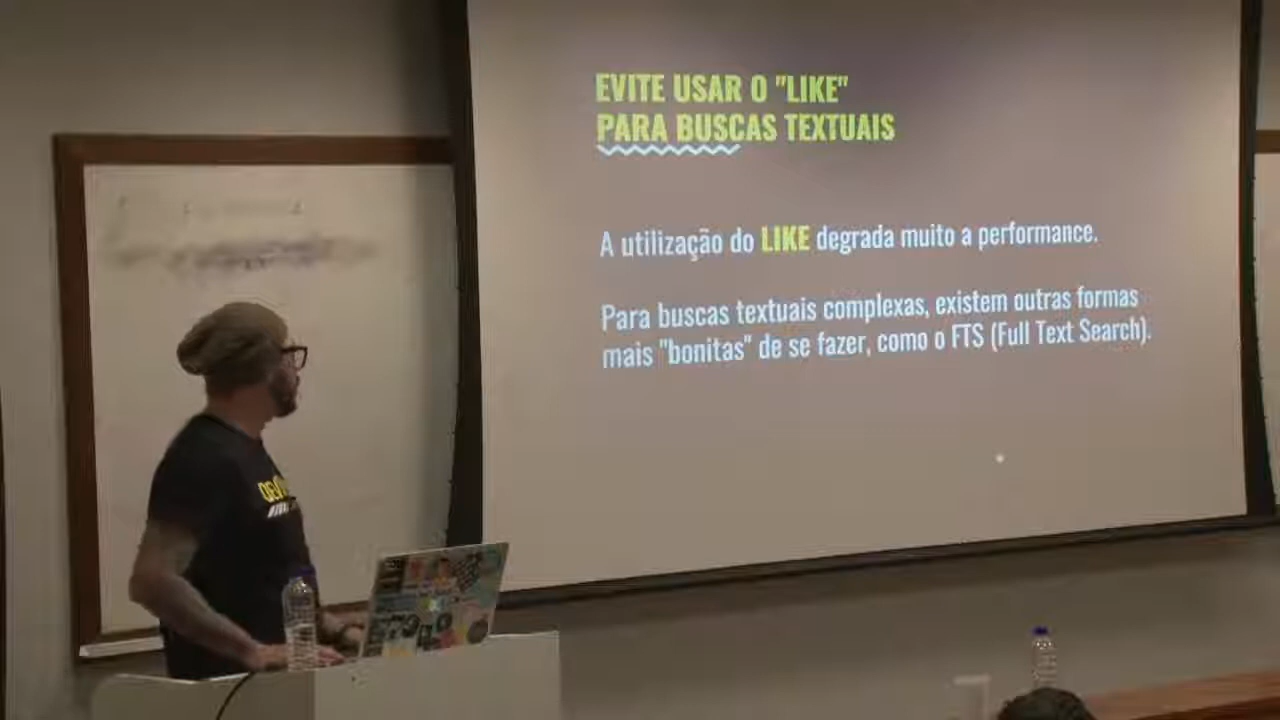 EVITE USAR O "LIKE"
PARA BUSCAS TEXTUAIS
A utilização do LIKE degrada muito a performance.
Para buscas textuais complexas, existem outras formas
mais "bonitas" de se fazer, como o FTS (Full Text Search).